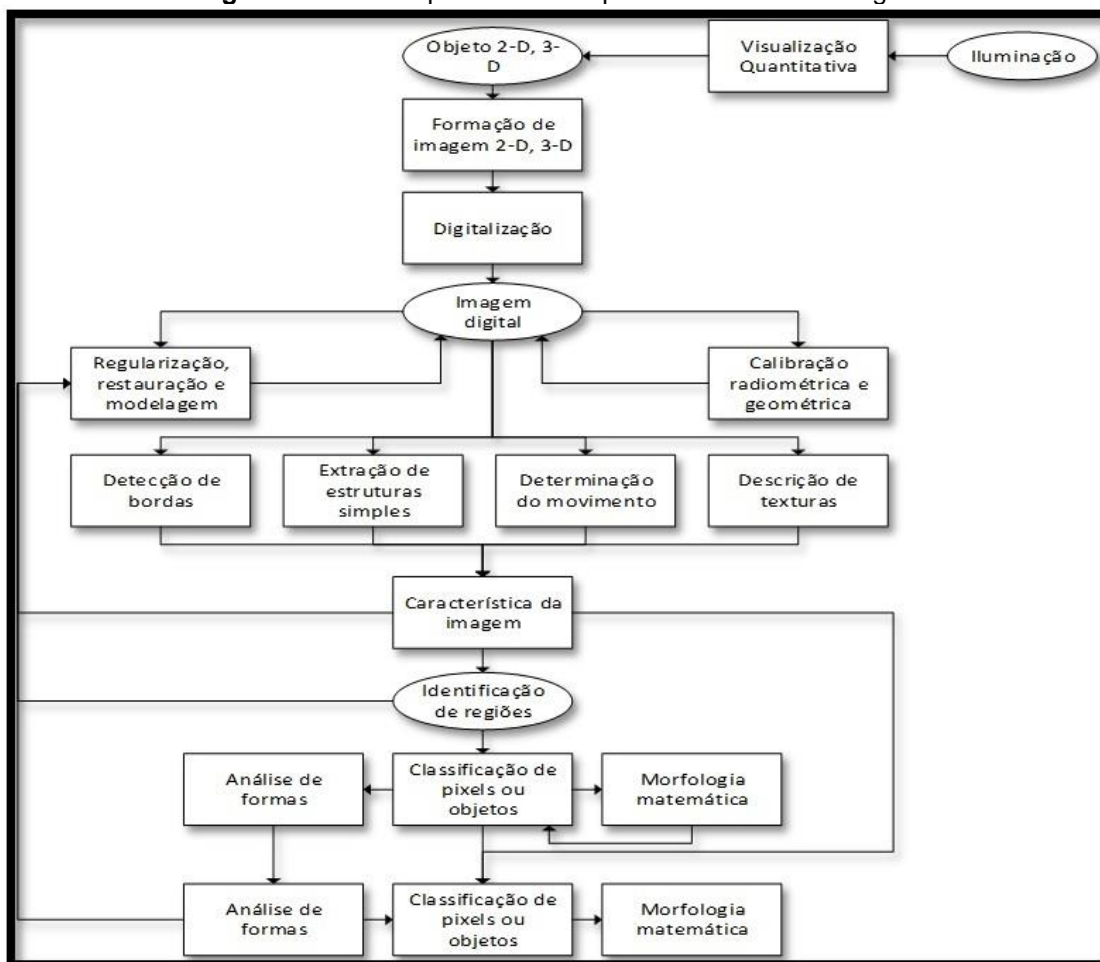 Objeto 2-D, 3-
D
Visualização
Quantitativa
Iluminação
Formação de
imagem 2-D, 3-D
Digitalização
Imagem
digital
Regularização,
restauração e
modelagem
Calibração
radiométrica e
geométrica
Detecção de
bordas
Extração de
estruturas
simples
Determinação
do movimento
Descrição de
texturas
Característica da
imagem
Identificação
de regiões
Análise de
formas
Classificação de
pixels ou
objetos
Morfologia
matemática
Análise de
formas
Classificação de
pixels ou
objetos
Morfologia
matemática